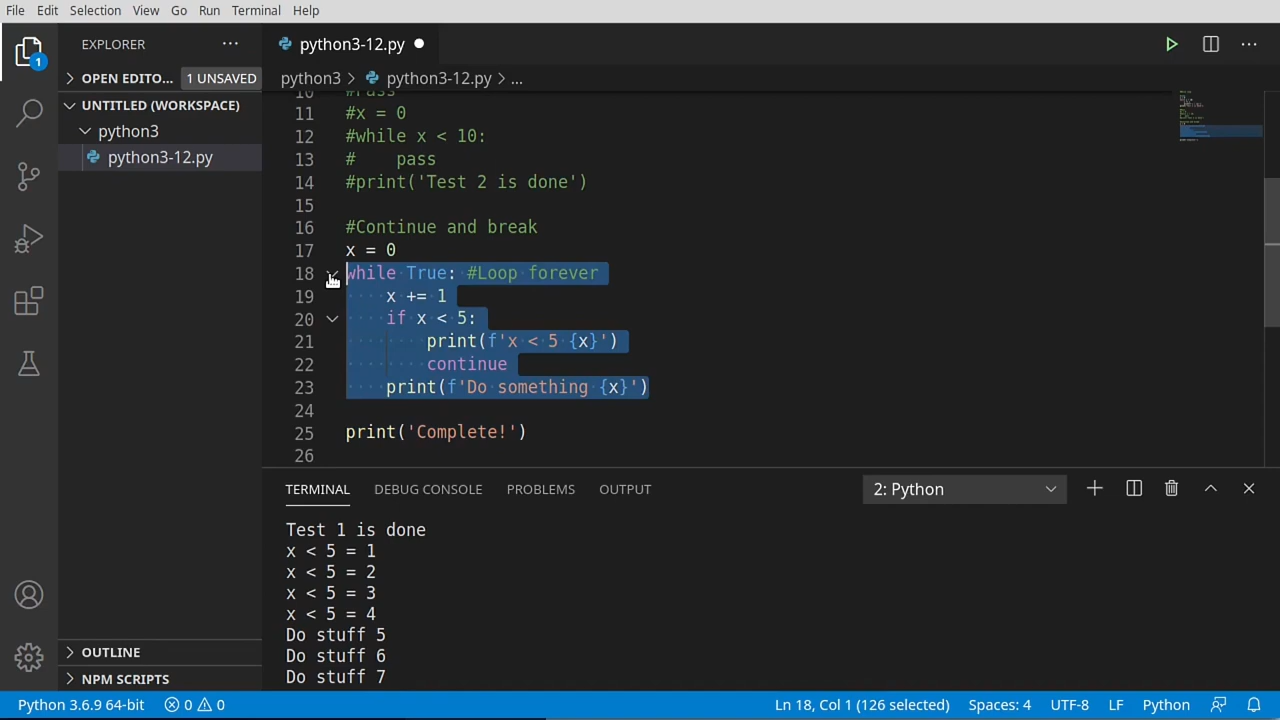 File Edit Selection View Go Run Terminal Help
EXPLORER ···
python3-12.py
1
OPEN EDITO... 1 UNSAVED
python3 > python3-12.py > ...
UNTITLED (WORKSPACE)
python3
python3-12.py
10 #Pass
11 #x = 0
12 #while x < 10:
13 #    pass
14 #print('Test 2 is done')
15
16 #Continue and break
17 x = 0
18 while True: #Loop forever
19     x += 1
20     if x < 5:
21         print(f'x < 5 {x}')
22         continue
23     print(f'Do something {x}')
24
25 print('Complete!')
26
TERMINAL DEBUG CONSOLE PROBLEMS OUTPUT 2: Python
Test 1 is done
x < 5 = 1
x < 5 = 2
x < 5 = 3
x < 5 = 4
Do stuff 5
Do stuff 6
Do stuff 7
OUTLINE
NPM SCRIPTS
Python 3.6.9 64-bit 0 0 Ln 18, Col 1 (126 selected) Spaces: 4 UTF-8 LF Python